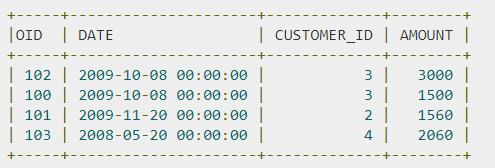 +-----+---------------------+-------------+--------+
|OID  | DATE                | CUSTOMER_ID | AMOUNT |
+-----+---------------------+-------------+--------+
| 102 | 2009-10-08 00:00:00 |           3 |   3000 |
| 100 | 2009-10-08 00:00:00 |           3 |   1500 |
| 101 | 2009-11-20 00:00:00 |           2 |   1560 |
| 103 | 2008-05-20 00:00:00 |           4 |   2060 |
+-----+---------------------+-------------+--------+